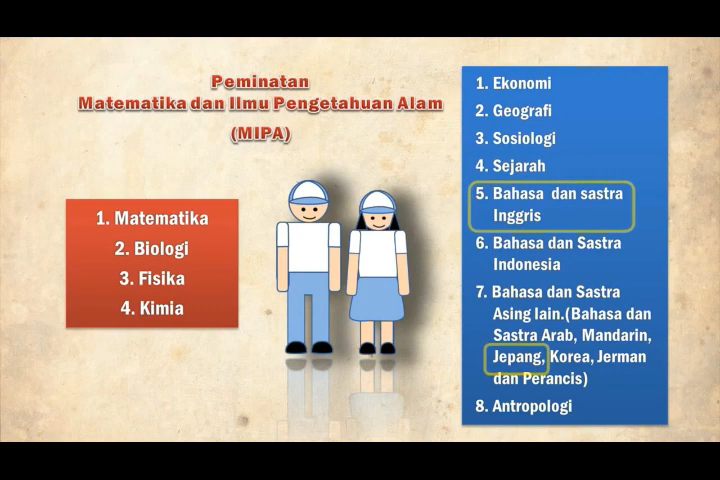 Peminatan
Matematika dan Ilmu Pengetahuan Alam
(MIPA)
1. Matematika
2. Biologi
3. Fisika
4. Kimia
1. Ekonomi
2. Geografi
3. Sosiologi
4. Sejarah
5. Bahasa dan sastra
Inggris
6. Bahasa dan Sastra
Indonesia
7. Bahasa dan Sastra
Asing lain.(Bahasa dan
Sastra Arab, Mandarin,
Jepang, Korea, Jerman
dan Perancis)
8. Antropologi